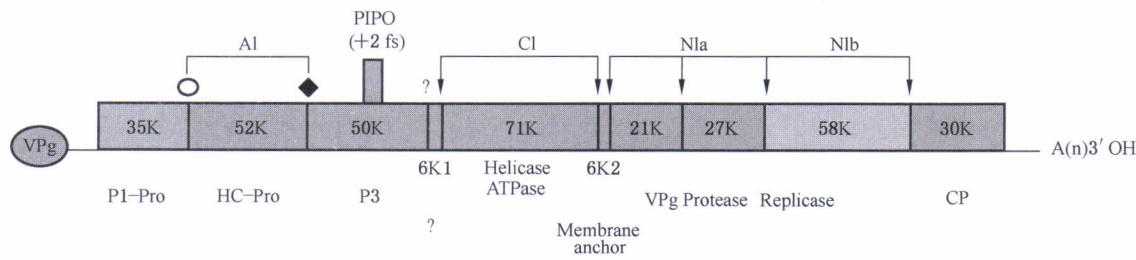 PIPO
(+2 fs)
AI CI NIa NIb
?
35K 52K 50K 71K 21K 27K 58K 30K
VPg
A(n)3′ OH
6K1 Helicase 6K2
ATPase
P1–Pro HC-Pro P3 VPg Protease Replicase CP
? Membrane
anchor